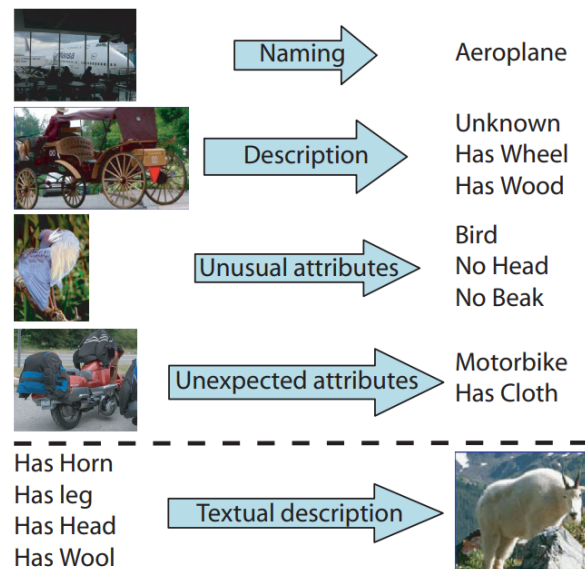 Naming
Aeroplane
Description
Unknown
Has Wheel
Has Wood
Unusual attributes
Bird
No Head
No Beak
Unexpected attributes
Motorbike
Has Cloth
Has Horn
Has leg
Has Head
Has Wool
Textual description